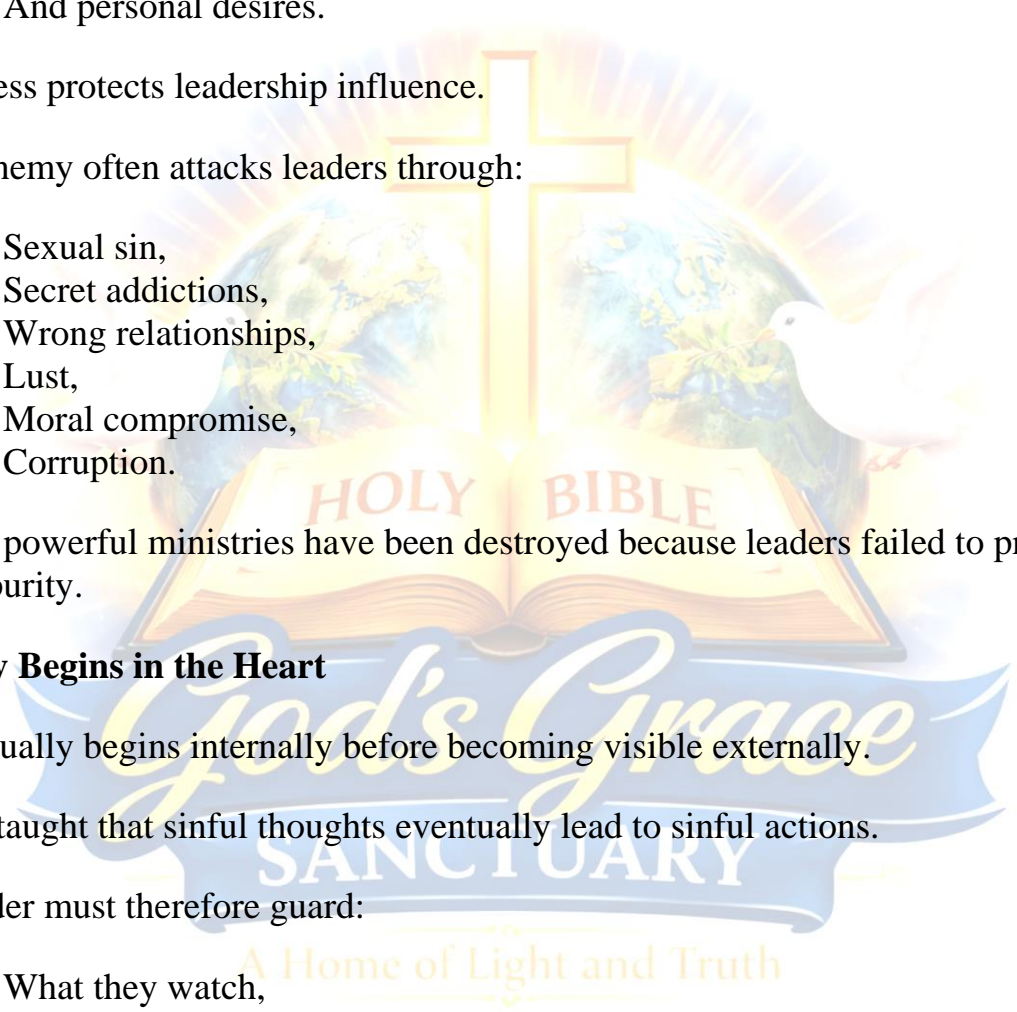 And personal desires.
ess protects leadership influence.
nemy often attacks leaders through:
Sexual sin,
Secret addictions,
Wrong relationships,
Lust,
Moral compromise,
Corruption.
HOLY BIBLE
powerful ministries have been destroyed because leaders failed to pr
purity.
y Begins in the Heart
God's Grace
ually begins internally before becoming visible externally.
taught that sinful thoughts eventually lead to sinful actions.
SANCTUARY
der must therefore guard:
A Home of Light and Truth
What they watch,